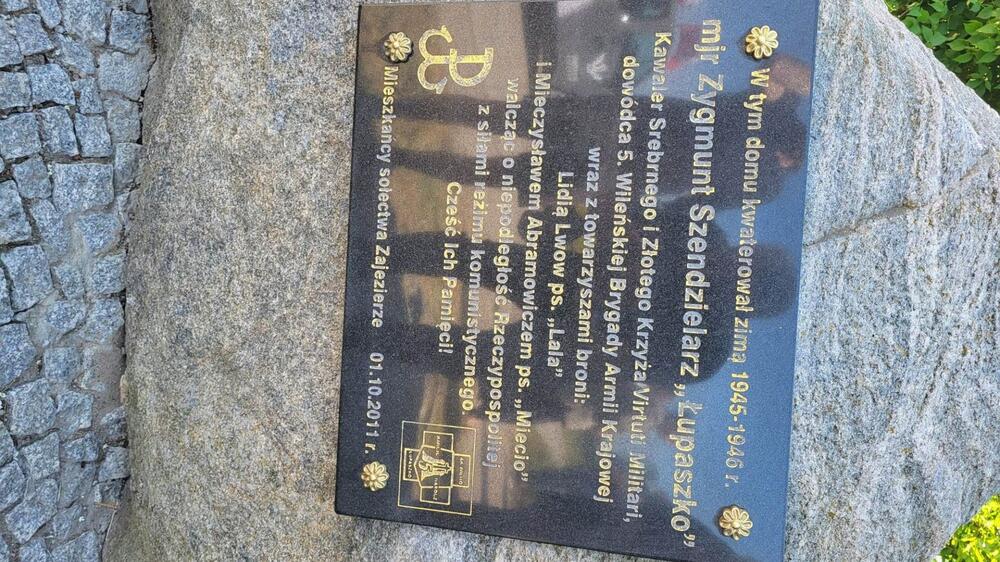 W tym domu kwaterował zimą 1945-1946 r.
mjr Zygmunt Szendzielarz „Łupaszko”
Kawaler Srebrnego i Złotego Krzyża Virtuti Militari,
dowódca 5. Wileńskiej Brygady Armii Krajowej
wraz z towarzyszami broni:
Lidią Lwow ps. „Lala”
i Mieczysławem Abramowiczem ps. „Miecio”
walcząc o niepodległość Rzeczypospolitej
z siłami reżimu komunistycznego.
Cześć Ich Pamięci!
Mieszkańcy sołectwa Zajezierze 01.10.2011 r.